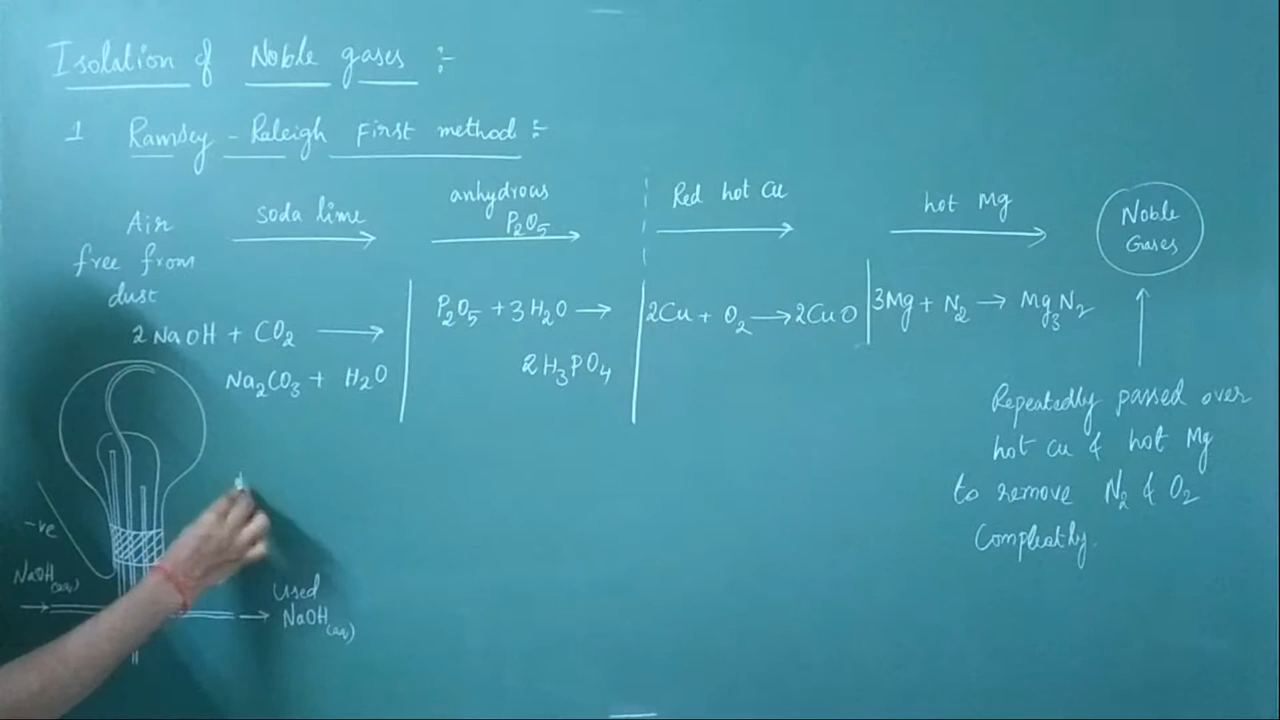 Isolation of Noble gases :-
1 Ramsey - Raleigh First method :-
Air free from dust
soda lime
anhydrous P₂O₅
Red hot Cu
hot Mg
Noble Gases
2NaOH + CO₂ ⟶
Na₂CO₃ + H₂O
P₂O₅ + 3H₂O →
2H₃PO₄
2Cu + O₂ → 2CuO
3Mg + N₂ → Mg₃N₂
Repeatedly passed over
hot Cu & hot Mg
to remove N₂ & O₂
Compleatly.
-ve
NaOH(aq)
Used
NaOH(aq)